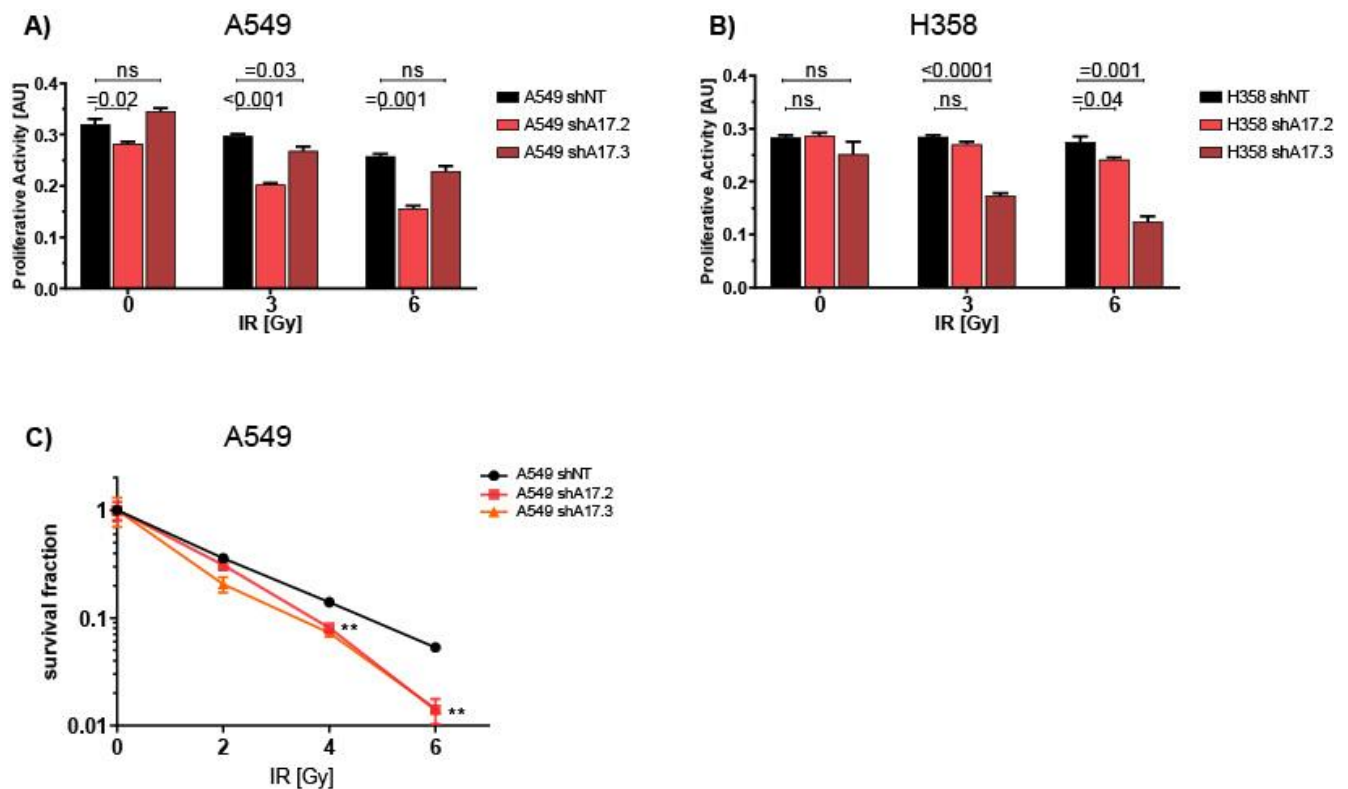 A) A549
ns =0.03 ns
=0.02 <0.001 =0.001
Proliferative Activity [AU]
0.4
0.3
0.2
0.1
0.0
0 3 6
IR [Gy]
A549 shNT
A549 shA17.2
A549 shA17.3
B) H358
ns <0.0001 =0.001
ns ns =0.04
Proliferative Activity [AU]
0.4
0.3
0.2
0.1
0.0
0 3 6
IR [Gy]
H358 shNT
H358 shA17.2
H358 shA17.3
C) A549
survival fraction
1
0.1
0.01
**
**
0 2 4 6
IR [Gy]
A549 shNT
A549 shA17.2
A549 shA17.3